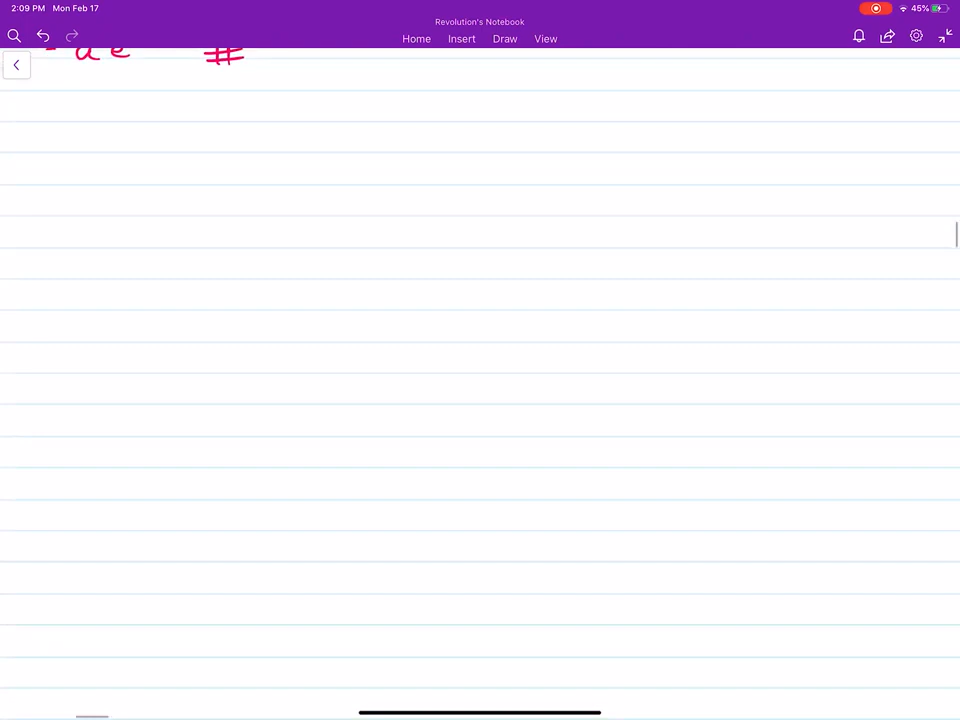 2:09 PM Mon Feb 17
45%
Revolution's Notebook
Home Insert Draw View
a e #